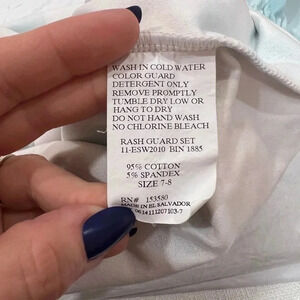 WASH IN COLD WATER
COLOR GUARD
DETERGENT ONLY
REMOVE PROMPTLY
TUMBLE DRY LOW OR
HANG TO DRY
DO NOT HAND WASH
NO CHLORINE BLEACH
RASH GUARD SET
11-ESW2010 BIN 1885
95% COTTON
5% SPANDEX
SIZE 7-8
RN# 153580
MADE IN EL SALVADOR
0614111207103-7